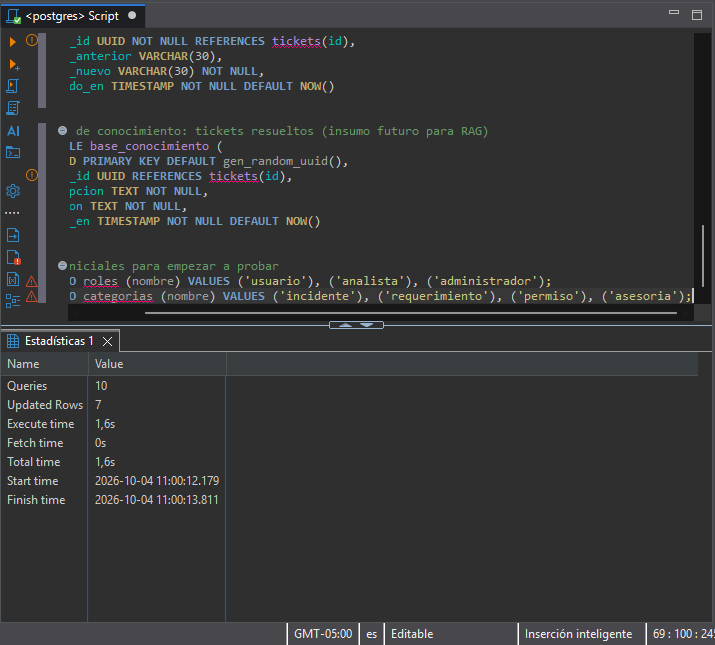 <postgres> Script
_id UUID NOT NULL REFERENCES tickets(id),
_anterior VARCHAR(30),
_nuevo VARCHAR(30) NOT NULL,
do_en TIMESTAMP NOT NULL DEFAULT NOW()
de conocimiento: tickets resueltos (insumo futuro para RAG)
LE base_conocimiento (
D PRIMARY KEY DEFAULT gen_random_uuid(),
_id UUID REFERENCES tickets(id),
pcion TEXT NOT NULL,
on TEXT NOT NULL,
_en TIMESTAMP NOT NULL DEFAULT NOW()
niciales para empezar a probar
O roles (nombre) VALUES ('usuario'), ('analista'), ('administrador');
O categorias (nombre) VALUES ('incidente'), ('requerimiento'), ('permiso'), ('asesoria');
AI
Estadísticas 1
Name Value
Queries 10
Updated Rows 7
Execute time 1,6s
Fetch time 0s
Total time 1,6s
Start time 2026-10-04 11:00:12.179
Finish time 2026-10-04 11:00:13.811
GMT-05:00 es Editable Inserción inteligente 69 : 100 : 245